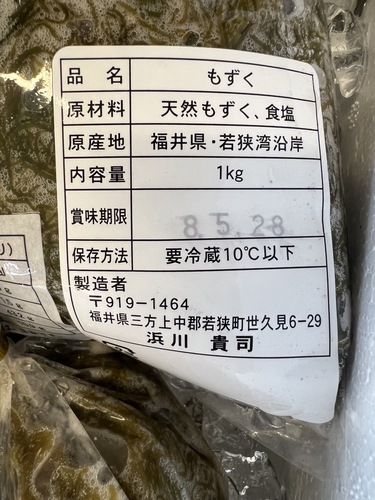 品名 もずく
原材料 天然もずく、食塩
原産地 福井県・若狭湾沿岸
内容量 1kg
賞味期限 8.5.28
保存方法 要冷蔵10℃以下
製造者
〒919-1464
福井県三方上中郡若狭町世久見6-29
浜川 貴司